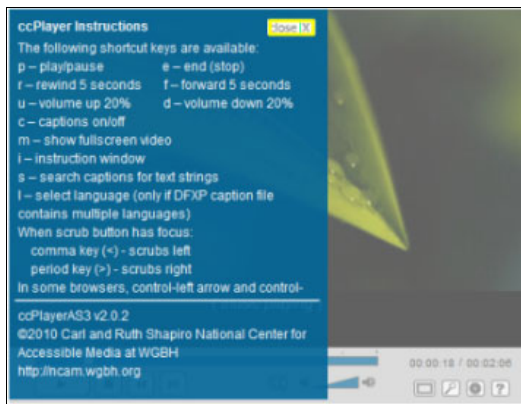 ccPlayer Instructions close X
The following shortcut keys are available:
p – play/pause e – end (stop)
r – rewind 5 seconds f – forward 5 seconds
u – volume up 20% d – volume down 20%
c – captions on/off
m – show fullscreen video
i – instruction window
s – search captions for text strings
l – select language (only if DFXP caption file
contains multiple languages)
When scrub button has focus:
comma key (<) - scrubs left
period key (>) - scrubs right
In some browsers, control-left arrow and control-
ccPlayerAS3 v2.0.2
©2010 Carl and Ruth Shapiro National Center for
Accessible Media at WGBH
http://ncam.wgbh.org
00:00:18 / 00:02:06
?